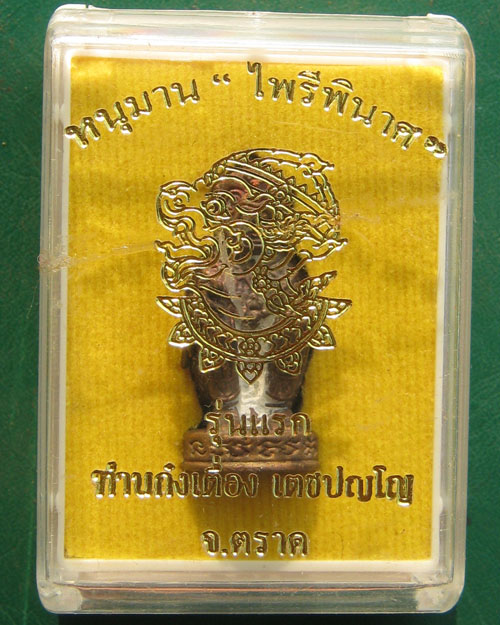 หนุมาน " ไพรีพินาศ "
รุ่นแรก
ท่านก๋งเตื่อง เตชปญฺโญ
จ.ตราด